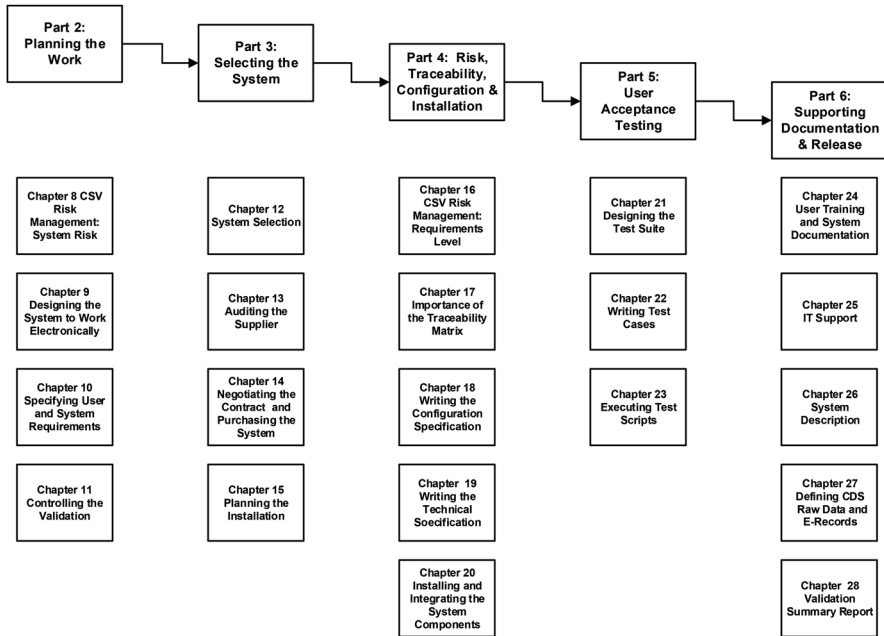 Part 2:
Planning the
Work
Part 3:
Selecting the
System
Part 4: Risk,
Traceability,
Configuration &
Installation
Part 5:
User
Acceptance
Testing
Part 6:
Supporting
Documentation
& Release
Chapter 8 CSV
Risk
Management:
System Risk
Chapter 9
Designing the
System to Work
Electronically
Chapter 10
Specifying User
and System
Requirements
Chapter 11
Controlling the
Validation
Chapter 12
System Selection
Chapter 13
Auditing the
Supplier
Chapter 14
Negotiating the
Contract and
Purchasing the
System
Chapter 15
Planning the
Installation
Chapter 16
CSV Risk
Management:
Requirements
Level
Chapter 17
Importance of
the Traceability
Matrix
Chapter 18
Writing the
Configuration
Specification
Chapter 19
Writing the
Technical
Soecification
Chapter 20
Installing and
Integrating the
System
Components
Chapter 21
Designing the
Test Suite
Chapter 22
Writing Test
Cases
Chapter 23
Executing Test
Scripts
Chapter 24
User Training
and System
Documentation
Chapter 25
IT Support
Chapter 26
System
Description
Chapter 27
Defining CDS
Raw Data and
E-Records
Chapter 28
Validation
Summary Report